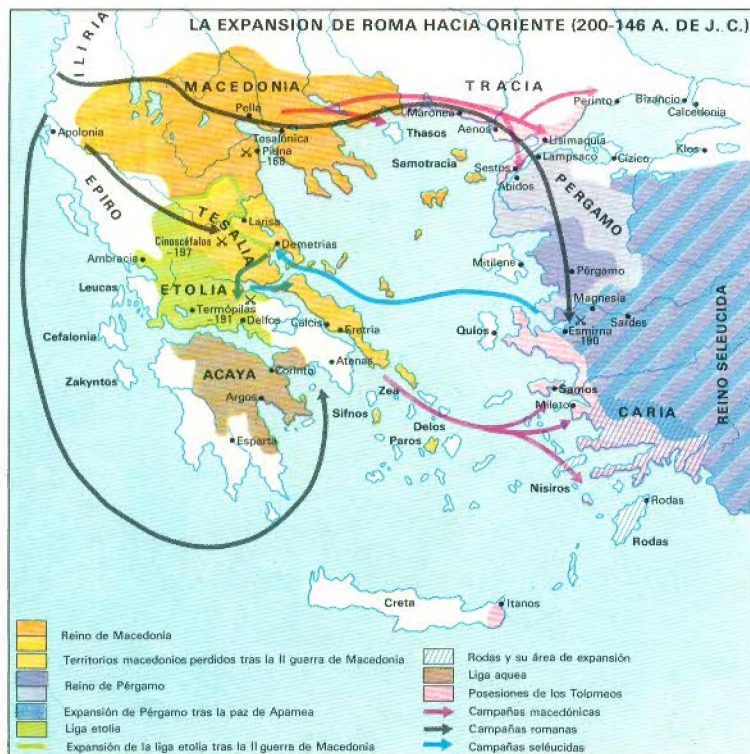 LA EXPANSION DE ROMA HACIA ORIENTE (200-146 A. DE J. C.)
ILIRIA
MACEDONIA
TRACIA
Pella
Maronea
Perinto
Bizancio
Calcedonia
Apolonia
Tesalónica
Thasos
Aenos
Lisimaquia
Pidna
-168
Lampsaco
Cízico
Kíos
Samotracia
Sestos
Abidos
EPIRO
PERGAMO
TESALIA
Larisa
Cinoscéfalos
-197
Demetrias
Ambracia
Mitilene
Pérgamo
Leucas
ETOLIA
Magnesia
Termópilas
-191
Delfos
Calcis
Eretria
Quios
Esmirna
-190
Sardes
REINO SELEUCIDA
Cefalonia
Atenas
ACAYA
Corinto
Zakyntos
Argos
Zea
Samos
Mileto
CARIA
Sifnos
Delos
Paros
Esparta
Nisiros
Rodas
Rodas
Creta
Itanos
Reino de Macedonia
Territorios macedonios perdidos tras la II guerra de Macedonia
Reino de Pérgamo
Expansión de Pérgamo tras la paz de Apamea
Liga etolia
Expansión de la liga etolia tras la II guerra de Macedonia
Rodas y su área de expansión
Liga aquea
Posesiones de los Tolomeos
Campañas macedónicas
Campañas romanas
Campañas seléucidas